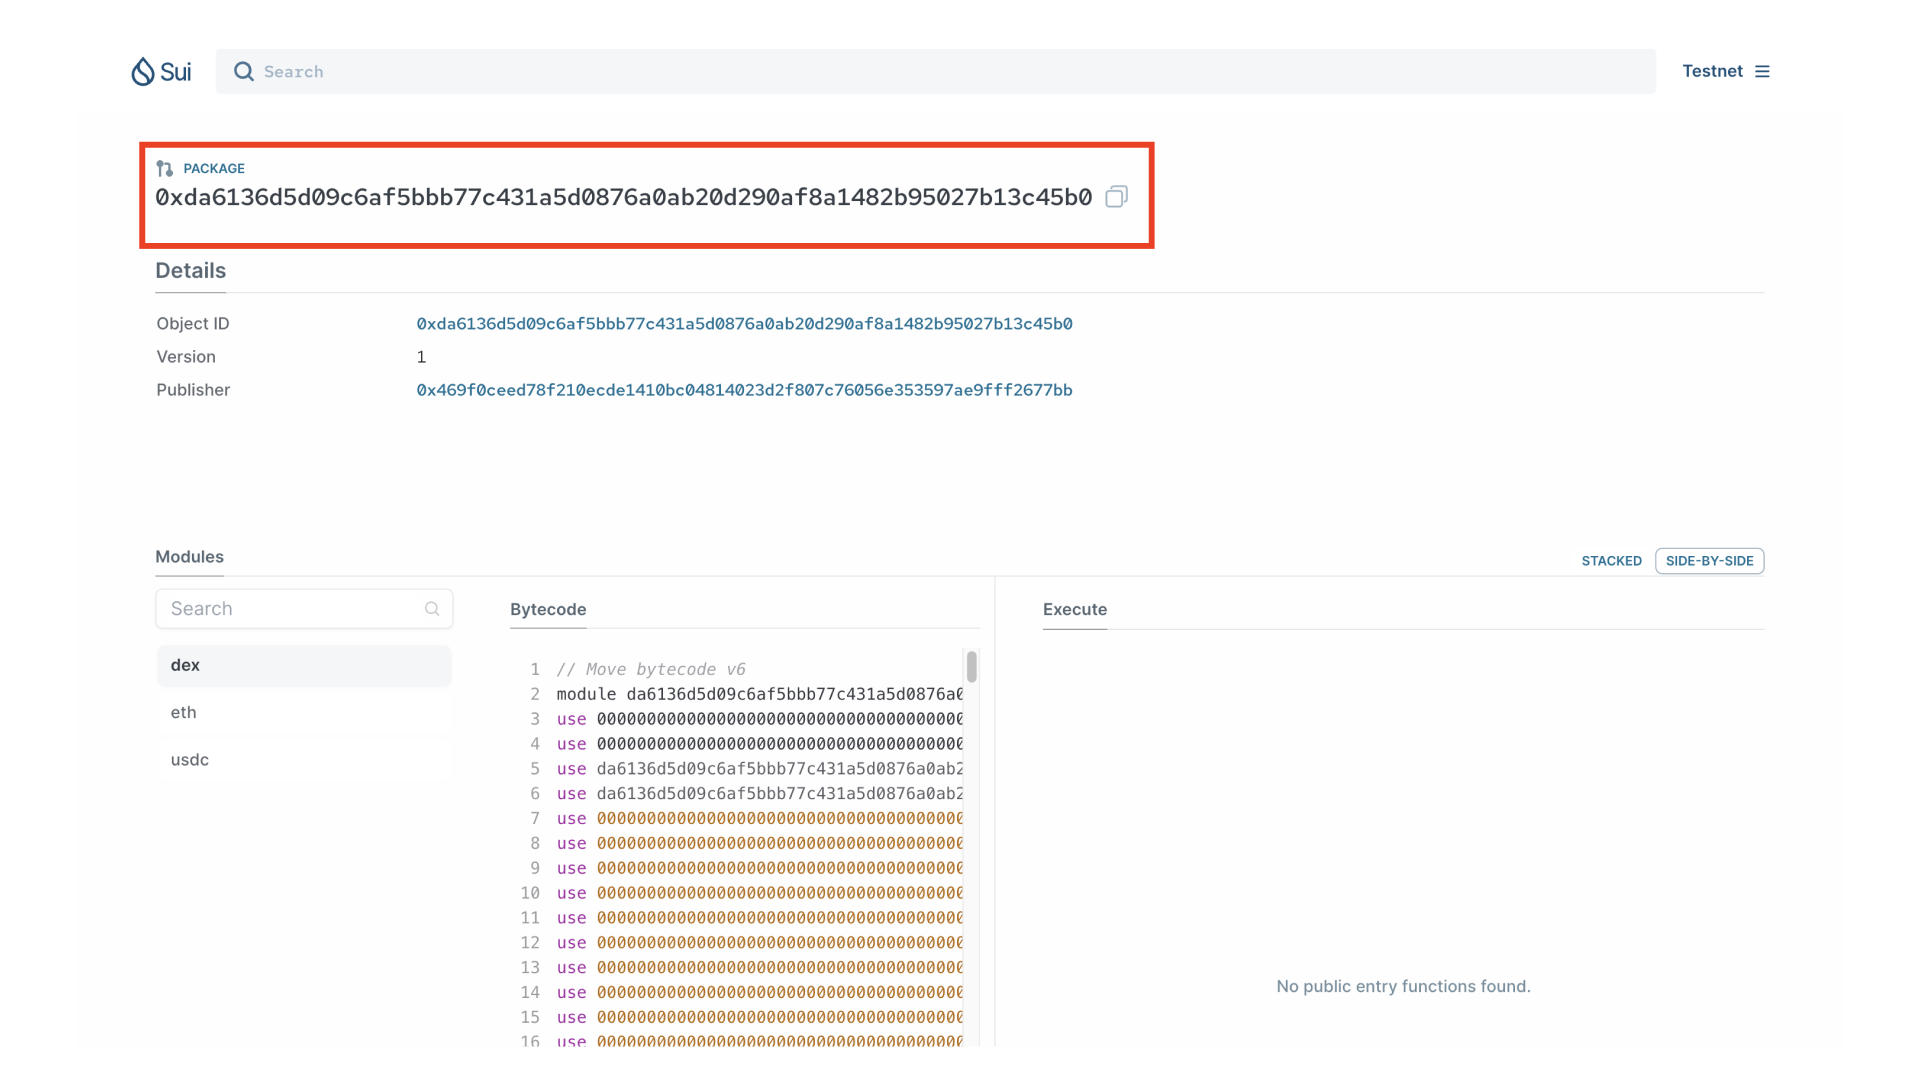 Sui
Search
Testnet
PACKAGE
0xda6136d5d09c6af5bbb77c431a5d0876a0ab20d290af8a1482b95027b13c45b0
Details
Object ID
0xda6136d5d09c6af5bbb77c431a5d0876a0ab20d290af8a1482b95027b13c45b0
Version
1
Publisher
0x469f0ceed78f210ecde1410bc04814023d2f807c76056e353597ae9fff2677bb
Modules
STACKED
SIDE-BY-SIDE
Search
dex
eth
usdc
Bytecode
1 // Move bytecode v6
2 module da6136d5d09c6af5bbb77c431a5d0876a0
3 use 0000000000000000000000000000000000000
4 use 0000000000000000000000000000000000000
5 use da6136d5d09c6af5bbb77c431a5d0876a0ab2
6 use da6136d5d09c6af5bbb77c431a5d0876a0ab2
7 use 0000000000000000000000000000000000000
8 use 0000000000000000000000000000000000000
9 use 0000000000000000000000000000000000000
10 use 0000000000000000000000000000000000000
11 use 0000000000000000000000000000000000000
12 use 0000000000000000000000000000000000000
13 use 0000000000000000000000000000000000000
14 use 0000000000000000000000000000000000000
15 use 0000000000000000000000000000000000000
16 use 0000000000000000000000000000000000000
Execute
No public entry functions found.